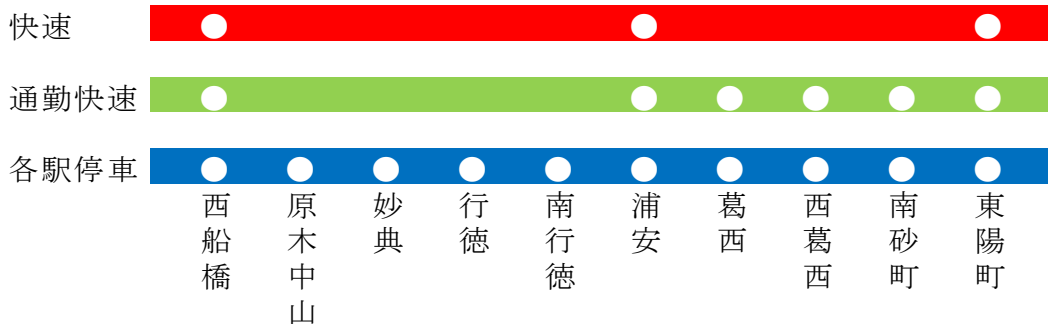 快速
通勤快速
各駅停車
西船橋
原木中山
妙典
行徳
南行徳
浦安
葛西
西葛西
南砂町
東陽町